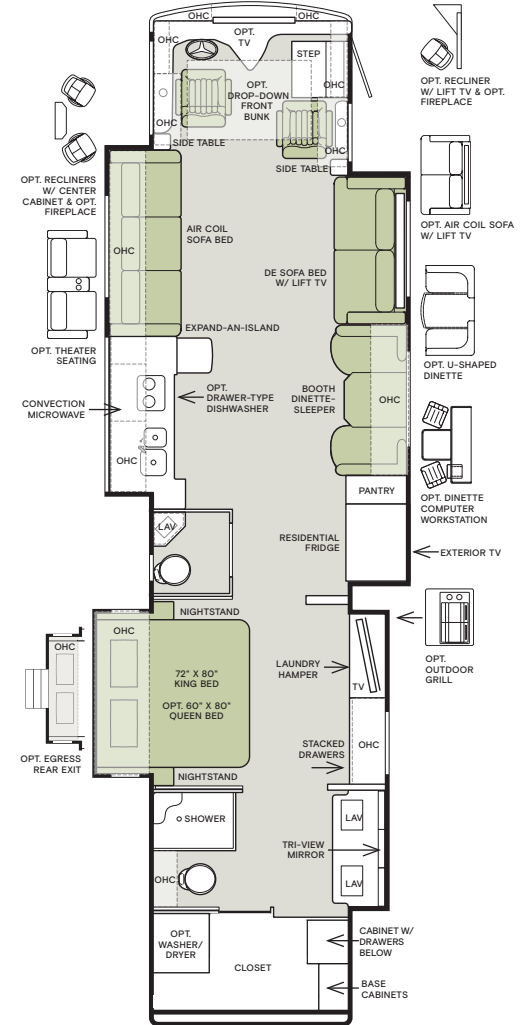 OHC
OHC
OHC
OPT.
TV
STEP
OPT.
DROP-DOWN
FRONT
BUNK
OHC
OHC
OHC
SIDE TABLE
SIDE TABLE
OPT. RECLINER
W/ LIFT TV & OPT.
FIREPLACE
OPT. RECLINERS
W/ CENTER
CABINET & OPT.
FIREPLACE
OPT. AIR COIL SOFA
W/ LIFT TV
AIR COIL
SOFA BED
OHC
DE SOFA BED
W/ LIFT TV
OPT. THEATER
SEATING
EXPAND-AN-ISLAND
OPT. U-SHAPED
DINETTE
CONVECTION
MICROWAVE
OPT.
DRAWER-TYPE
DISHWASHER
BOOTH
DINETTE-
SLEEPER
OHC
OHC
PANTRY
OPT. DINETTE
COMPUTER
WORKSTATION
LAV
RESIDENTIAL
FRIDGE
EXTERIOR TV
NIGHTSTAND
OHC
OHC
72" X 80"
KING BED
OPT. 60" X 80"
QUEEN BED
LAUNDRY
HAMPER
TV
OPT.
OUTDOOR
GRILL
OPT. EGRESS
REAR EXIT
STACKED
DRAWERS
OHC
NIGHTSTAND
SHOWER
LAV
TRI-VIEW
MIRROR
OHC
LAV
OPT.
WASHER/
DRYER
CLOSET
CABINET W/
DRAWERS
BELOW
BASE
CABINETS